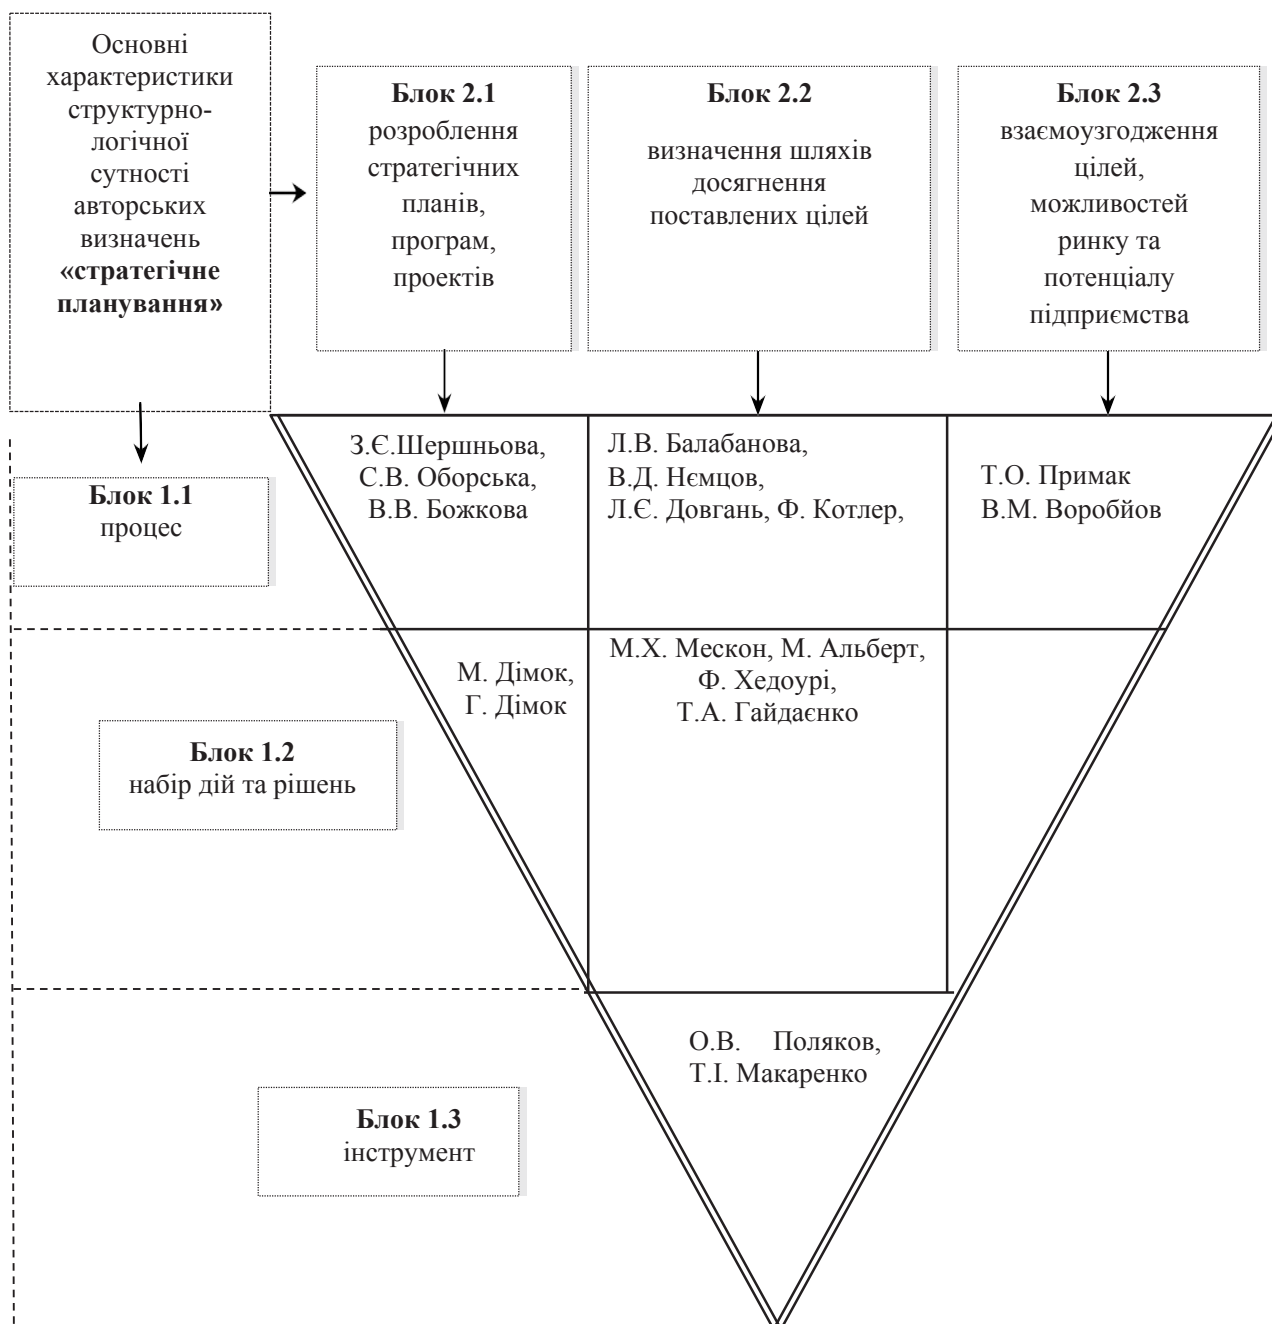 Основні
характеристики
структурно-
логічної
сутності
авторських
визначень
«стратегічне
планування»
Блок 2.1
розроблення
стратегічних
планів,
програм,
проектів
Блок 2.2
визначення шляхів
досягнення
поставлених цілей
Блок 2.3
взаємоузгодження
цілей,
можливостей
ринку та
потенціалу
підприємства
Блок 1.1
процес
З.Є.Шершньова,
С.В. Оборська,
В.В. Божкова
Л.В. Балабанова,
В.Д. Нємцов,
Л.Є. Довгань, Ф. Котлер,
Т.О. Примак
В.М. Воробйов
Блок 1.2
набір дій та рішень
М. Дімок,
Г. Дімок
М.Х. Мескон, М. Альберт,
Ф. Хедоурі,
Т.А. Гайдаєнко
Блок 1.3
інструмент
О.В. Поляков,
Т.І. Макаренко